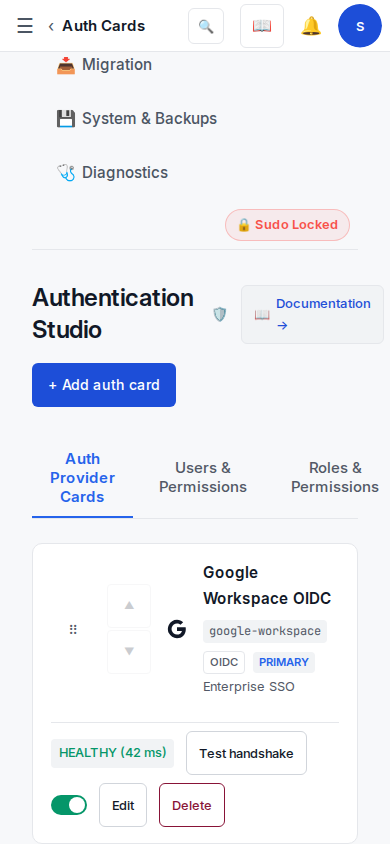 Auth Cards
S
Migration
System & Backups
Diagnostics
Sudo Locked
Authentication
Studio
Documentation
→
+ Add auth card
Auth
Provider
Cards
Users &
Permissions
Roles &
Permissions
Google
Workspace OIDC
google-workspace
OIDC
PRIMARY
Enterprise SSO
HEALTHY (42 ms)
Test handshake
Edit
Delete